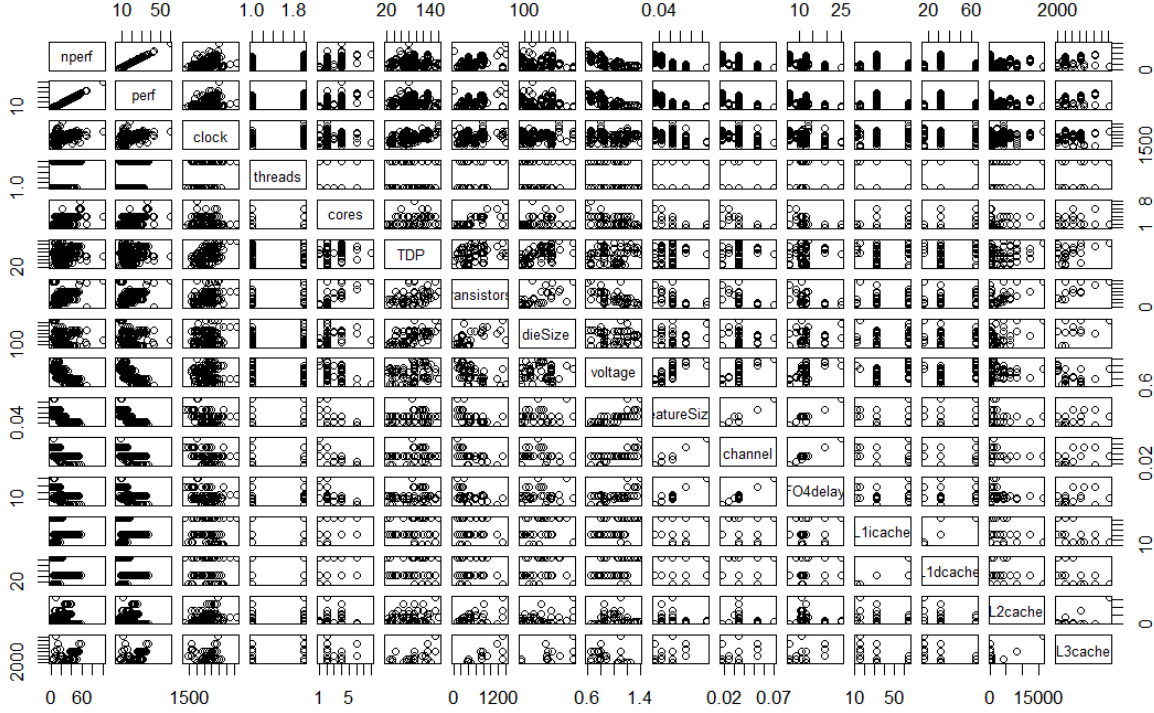 10 50 1.0 1.8 20 140 100 0.04 10 25 20 60 2000
nperf 0
10 perf
clock 1500
1.0 threads
cores 1 8
20 TDP
ransistors 0
100 dieSize
voltage 0.6
0.04 eatureSiz
channel 0.02
10 FO4delay
L1icache 10
20 L1dcache
L2cache 0
2000 L3cache
0 60 1500 1 5 0 1200 0.6 1.4 0.02 0.07 10 50 0 15000